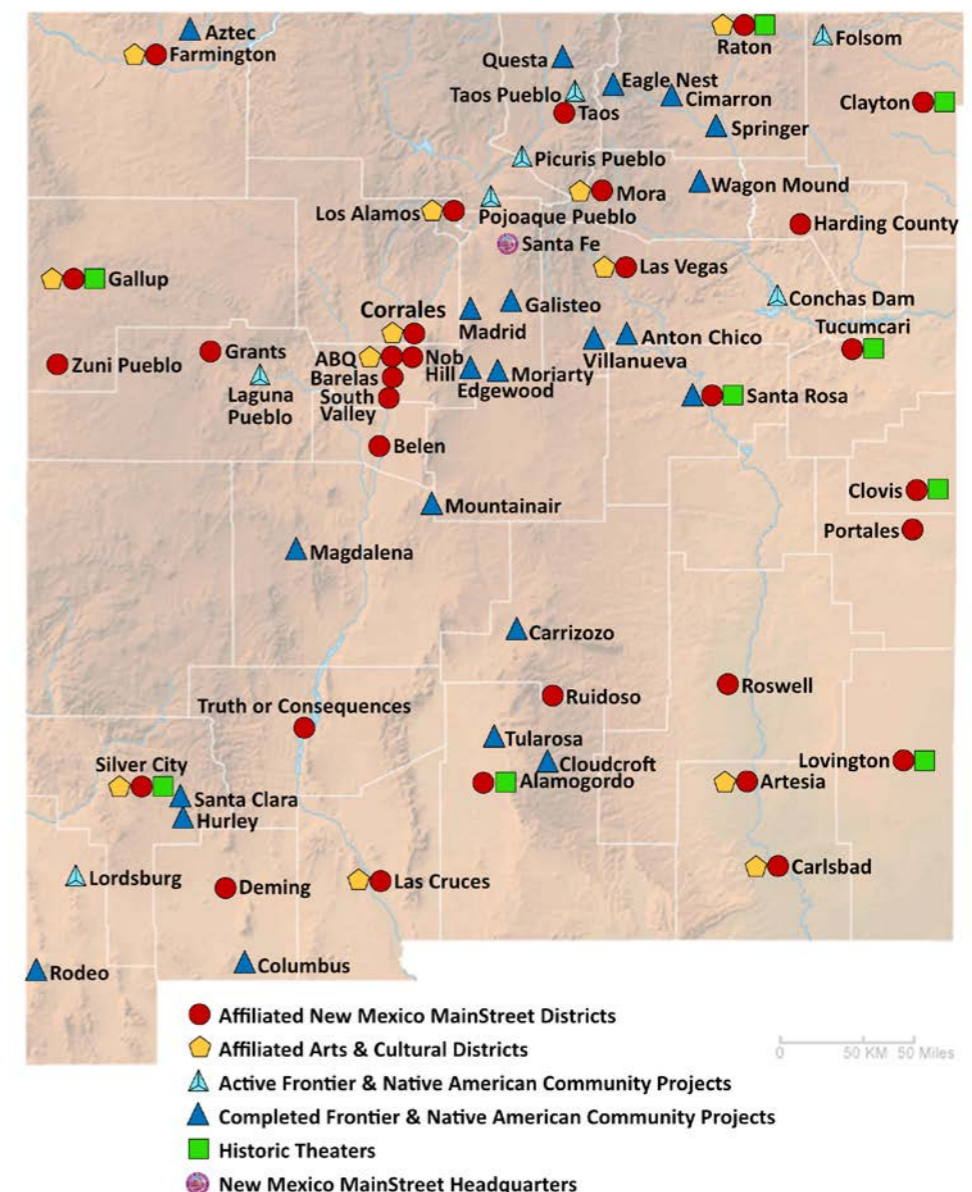 Aztec
Farmington
Raton
Folsom
Questa
Eagle Nest
Taos Pueblo
Cimarron
Clayton
Taos
Springer
Picuris Pueblo
Wagon Mound
Mora
Los Alamos
Pojoaque Pueblo
Harding County
Santa Fe
Las Vegas
Gallup
Conchas Dam
Galisteo
Corrales
Madrid
Tucumcari
Anton Chico
Villanueva
Zuni Pueblo
Grants
ABQ
Nob
Hill
Barelas
Edgewood
Moriarty
Laguna
Pueblo
South
Valley
Santa Rosa
Belen
Clovis
Mountainair
Portales
Magdalena
Carrizozo
Roswell
Ruidoso
Truth or Consequences
Tularosa
Cloudcroft
Lovington
Silver City
Alamogordo
Artesia
Santa Clara
Hurley
Carlsbad
Lordsburg
Deming
Las Cruces
Columbus
Rodeo
Affiliated New Mexico MainStreet Districts
Affiliated Arts & Cultural Districts
0 50 KM 50 Miles
Active Frontier & Native American Community Projects
Completed Frontier & Native American Community Projects
Historic Theaters
New Mexico MainStreet Headquarters